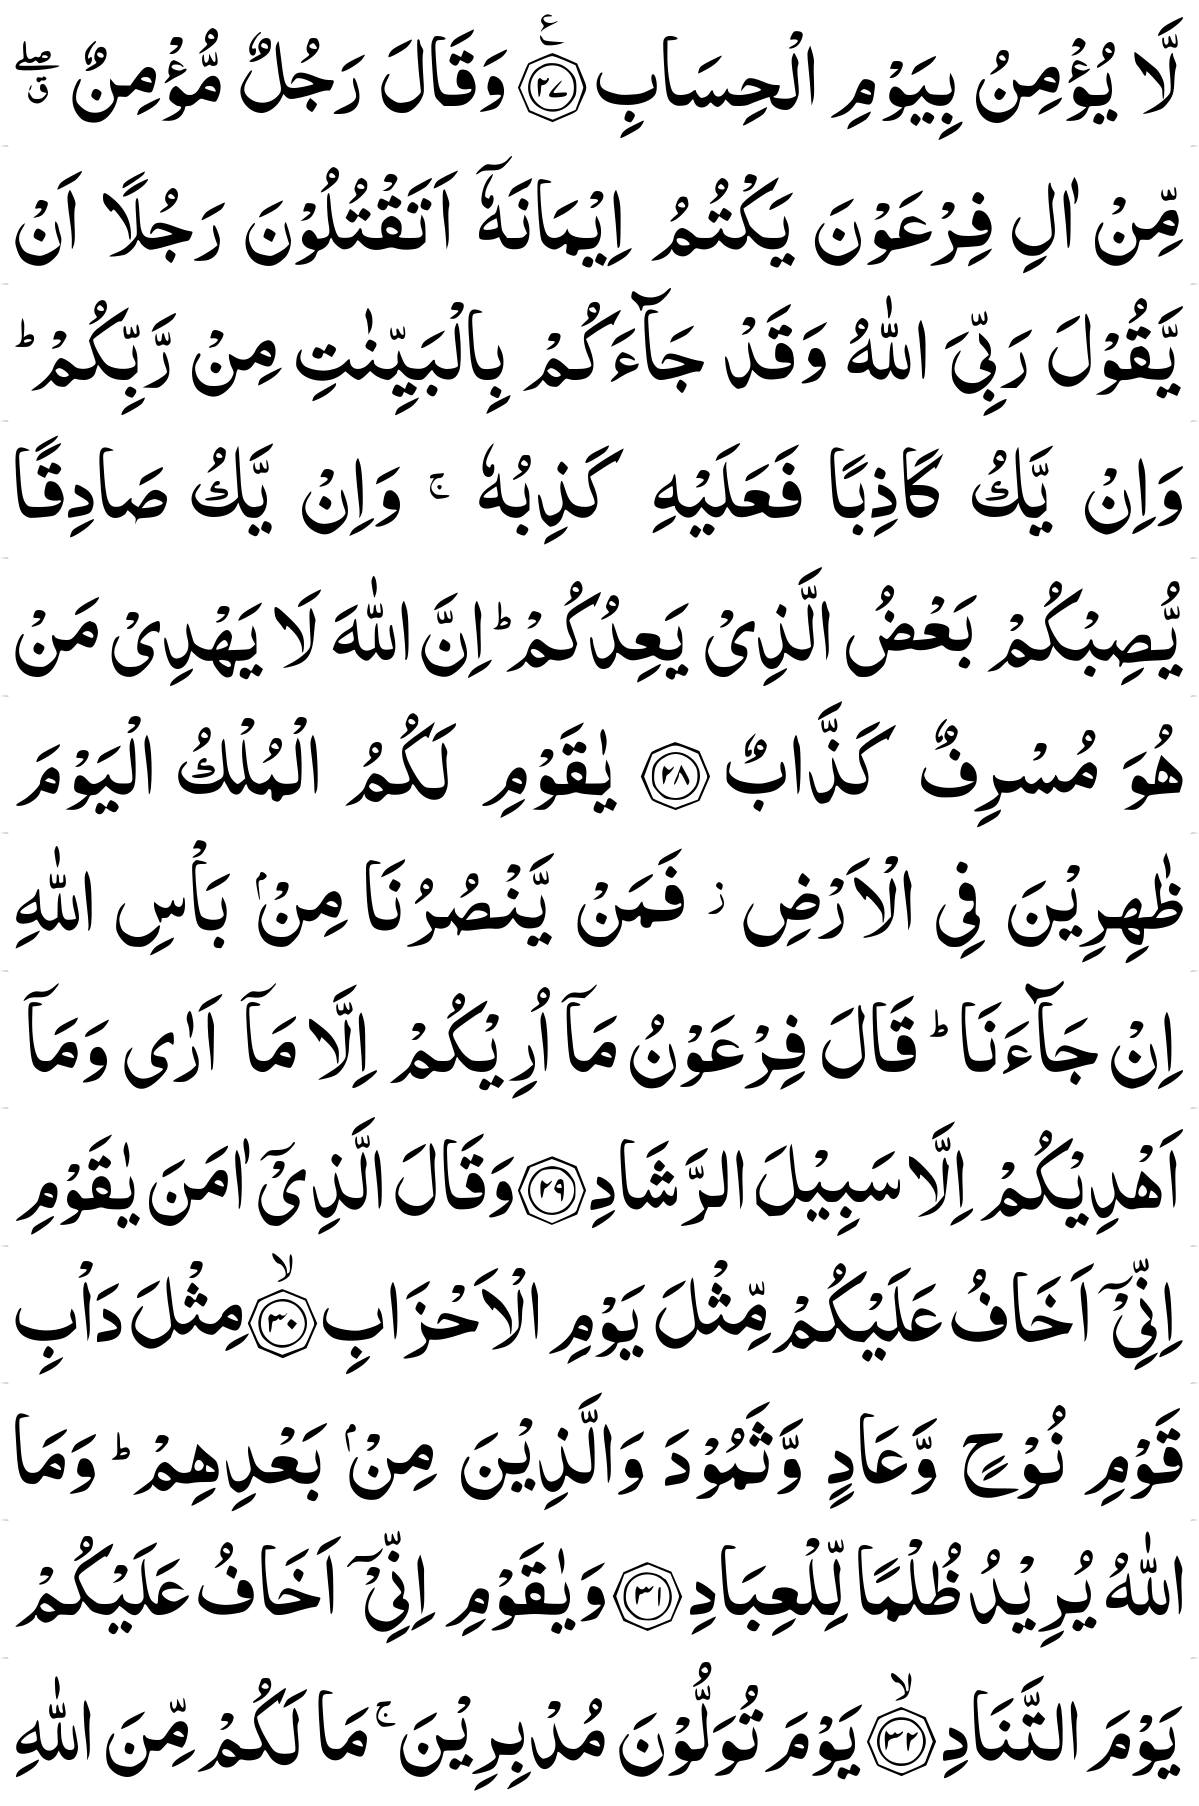 لَّا يُؤْمِنُ بِيَوْمِ الْحِسَابِ ۝٢٧ۧ وَقَالَ رَجُلٌ مُّؤْمِنٌ ۖۗ
مِّنْ اٰلِ فِرْعَوْنَ يَكْتُمُ اِيْمَانَهٗۤ اَتَقْتُلُوْنَ رَجُلًا اَنْ
يَّقُوْلَ رَبِّيَ اللّٰهُ وَقَدْ جَآءَكُمْ بِالْبَيِّنٰتِ مِنْ رَّبِّكُمْ ؕ
وَاِنْ يَّكُ كَاذِبًا فَعَلَيْهِ كَذِبُهٗ ۚ وَاِنْ يَّكُ صَادِقًا
يُّصِبْكُمْ بَعْضُ الَّذِىْ يَعِدُكُمْ ؕ اِنَّ اللّٰهَ لَا يَهْدِىْ مَنْ
هُوَ مُسْرِفٌ كَذَّابٌ ۝٢٨ يٰقَوْمِ لَكُمُ الْمُلْكُ الْيَوْمَ
ظٰهِرِيْنَ فِى الْاَرْضِ ز فَمَنْ يَّنْصُرُنَا مِنْۢ بَاْسِ اللّٰهِ
اِنْ جَآءَنَا ؕ قَالَ فِرْعَوْنُ مَاۤ اُرِيْكُمْ اِلَّا مَاۤ اَرٰى وَمَاۤ
اَهْدِيْكُمْ اِلَّا سَبِيْلَ الرَّشَادِ ۝٢٩ وَقَالَ الَّذِىْۤ اٰمَنَ يٰقَوْمِ
اِنِّىْۤ اَخَافُ عَلَيْكُمْ مِّثْلَ يَوْمِ الْاَحْزَابِ ۝٣٠ۙ مِثْلَ دَاْبِ
قَوْمِ نُوْحٍ وَّعَادٍ وَّثَمُوْدَ وَالَّذِيْنَ مِنْۢ بَعْدِهِمْ ؕ وَمَا
اللّٰهُ يُرِيْدُ ظُلْمًا لِّلْعِبَادِ ۝٣١ وَيٰقَوْمِ اِنِّىْۤ اَخَافُ عَلَيْكُمْ
يَوْمَ التَّنَادِ ۝٣٢ۙ يَوْمَ تُوَلُّوْنَ مُدْبِرِيْنَ ۚ مَا لَكُمْ مِّنَ اللّٰهِ